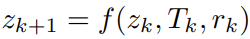 z_{k+1} = f(z_k, T_k, r_k)